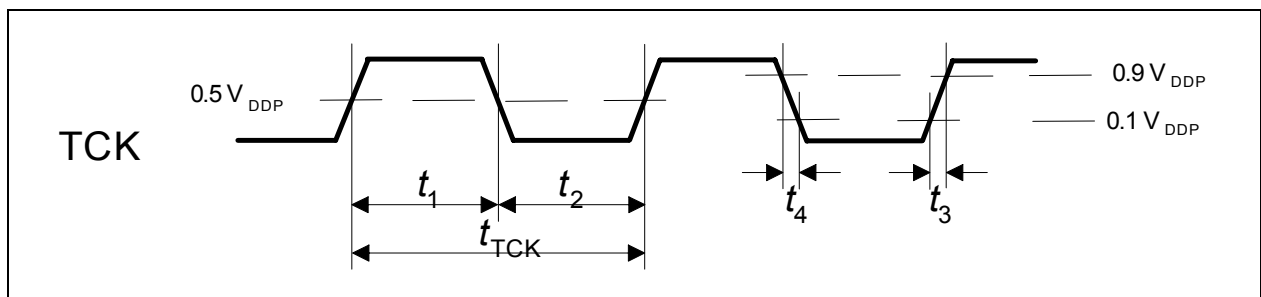 0.9 V DDP
0.5 V DDP
0.1 V DDP
TCK
t1
t2
t4
t3
tTCK